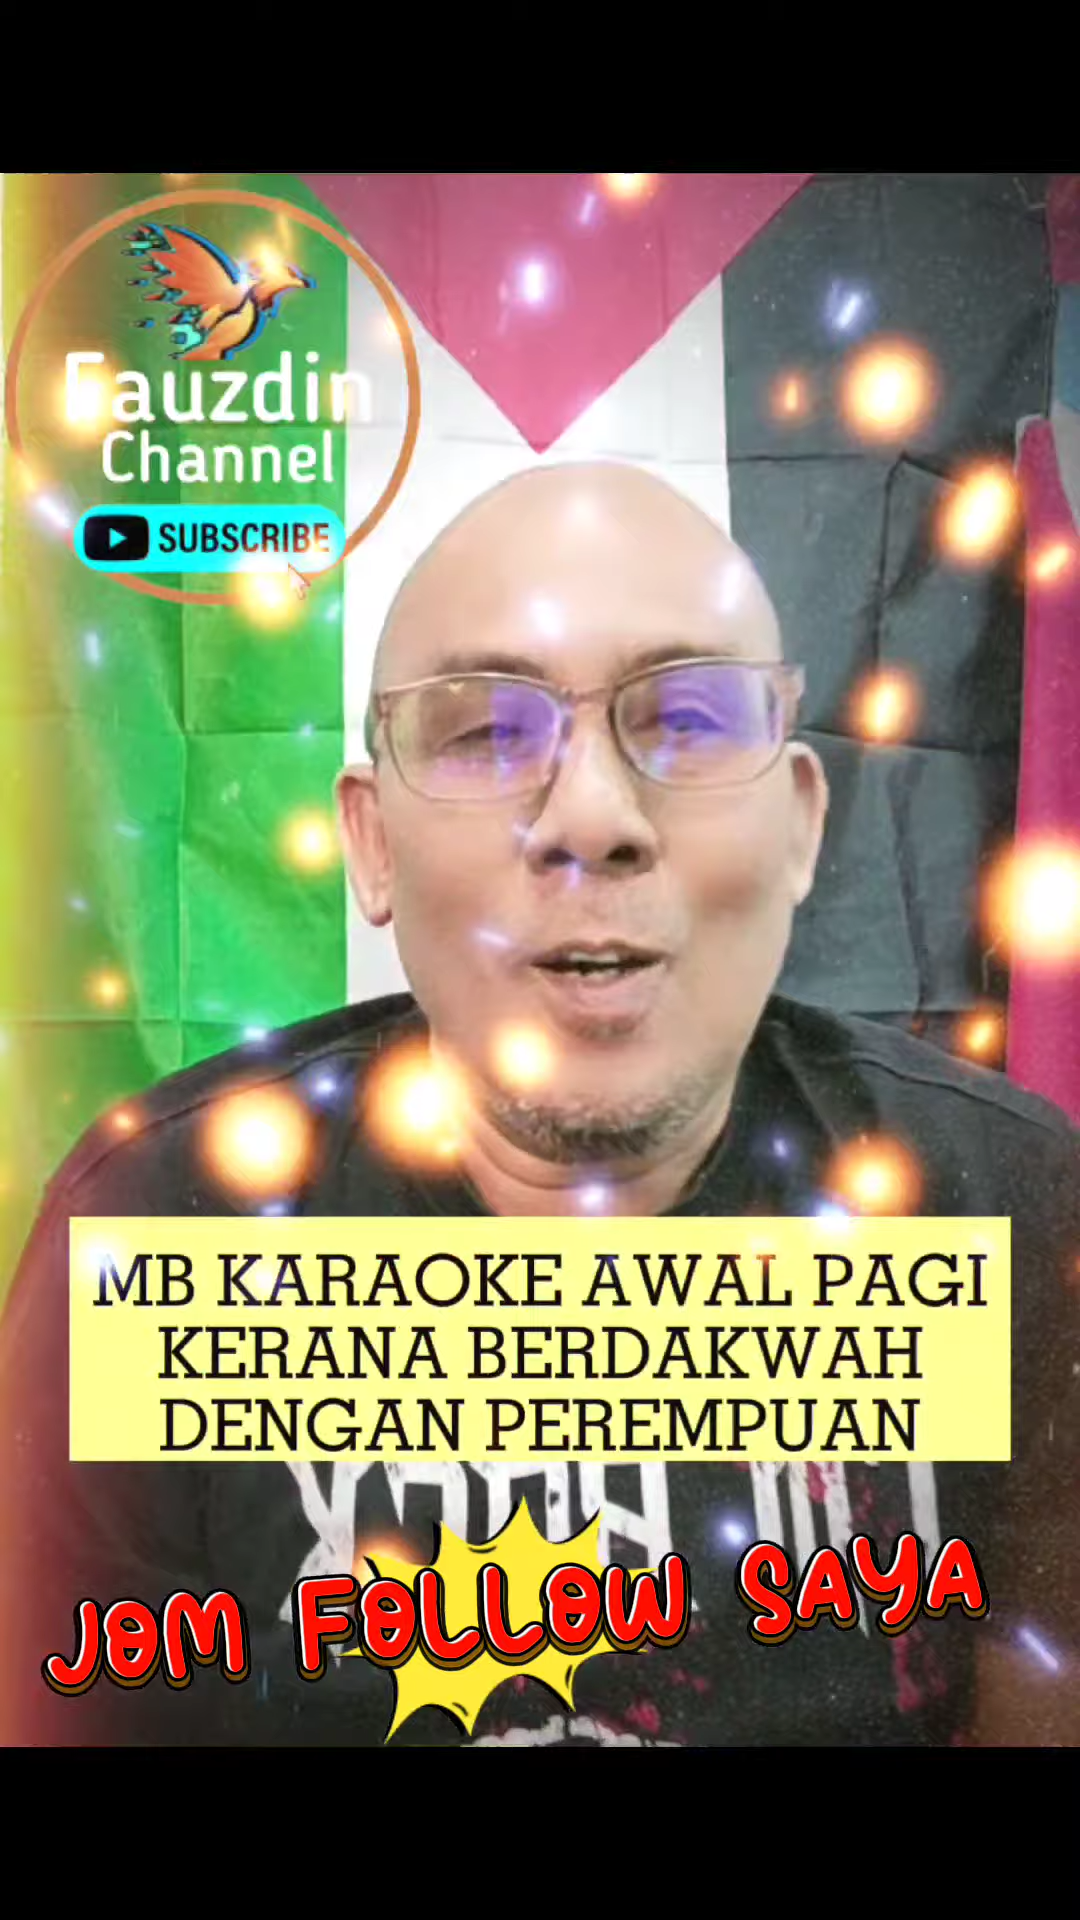 Fauzdin
Channel
SUBSCRIBE
MB KARAOKE AWAL PAGI
KERANA BERDAKWAH
DENGAN PEREMPUAN
JOM FOLLOW SAYA